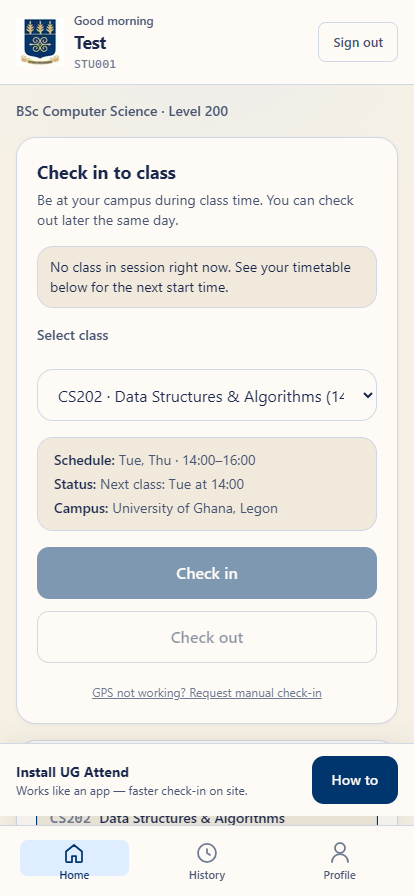 Good morning
Test
STU001
Sign out
BSc Computer Science · Level 200
Check in to class
Be at your campus during class time. You can check
out later the same day.
No class in session right now. See your timetable
below for the next start time.
Select class
CS202 · Data Structures & Algorithms (14
Schedule: Tue, Thu · 14:00–16:00
Status: Next class: Tue at 14:00
Campus: University of Ghana, Legon
Check in
Check out
GPS not working? Request manual check-in
Install UG Attend
Works like an app — faster check-in on site.
How to
CS202 Data Structures & Algorithms
Home
History
Profile